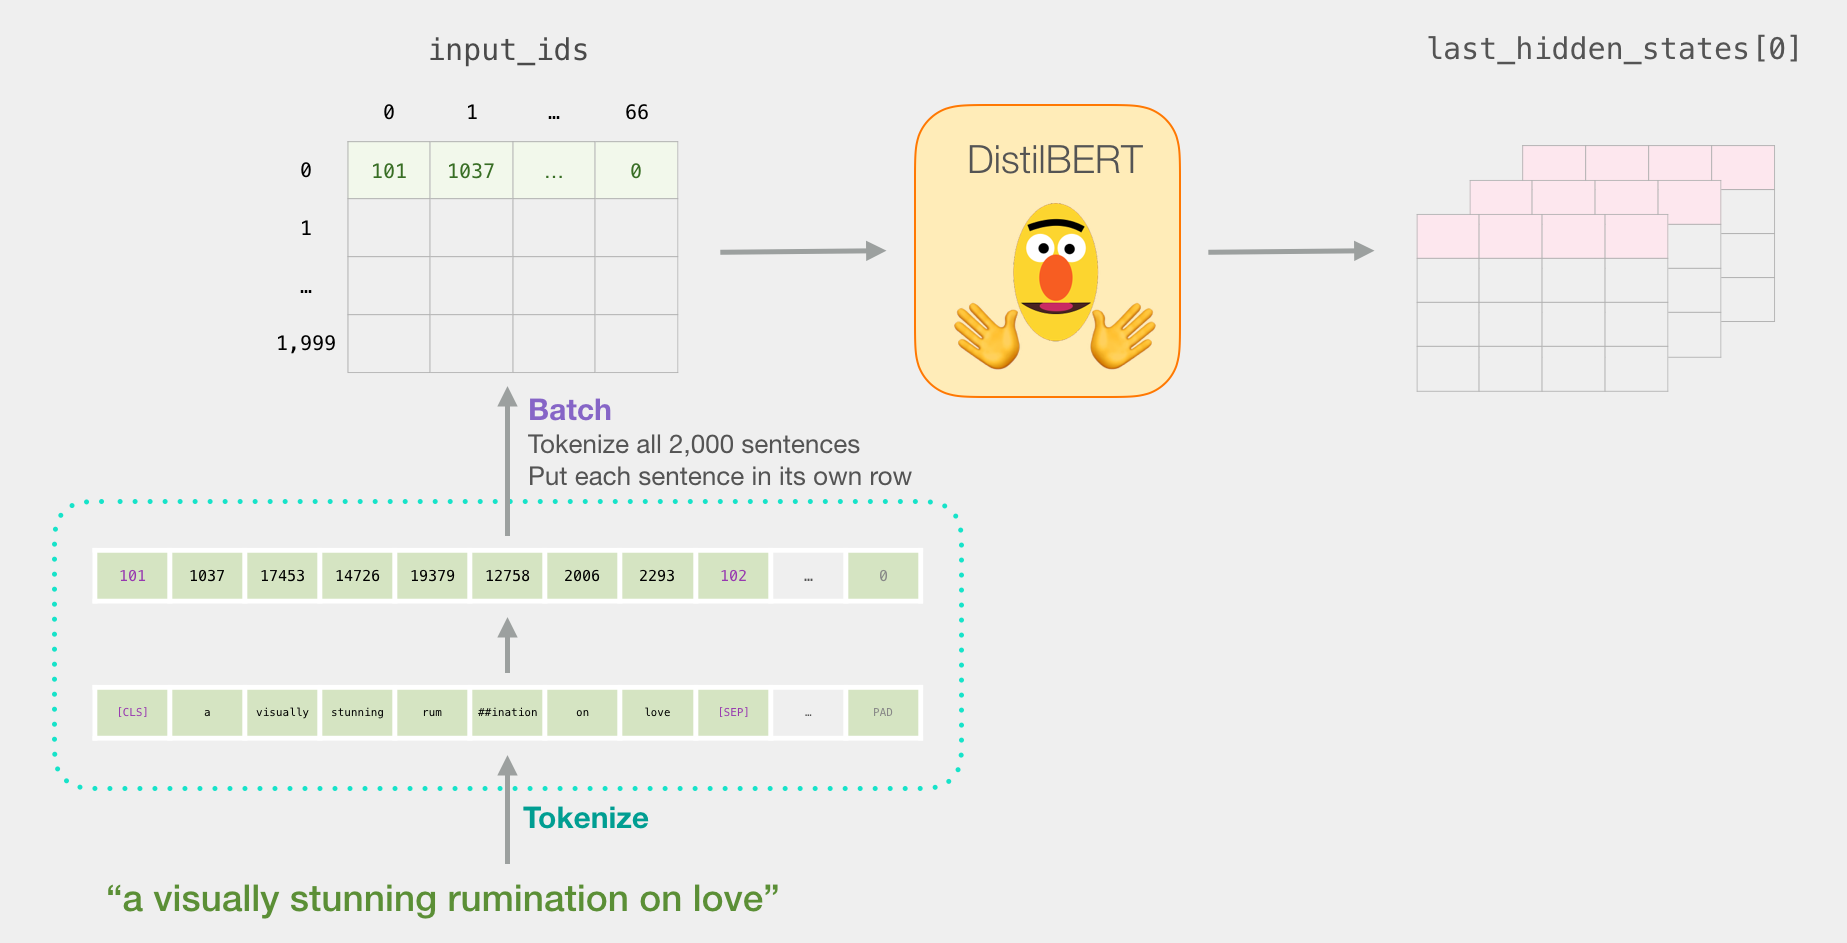 input_ids
last_hidden_states[0]
0 1 … 66
0 101 1037 … 0
1
…
1,999
DistilBERT
Batch
Tokenize all 2,000 sentences
Put each sentence in its own row
101 1037 17453 14726 19379 12758 2006 2293 102 … 0
[CLS] a visually stunning rum ##ination on love [SEP] … PAD
Tokenize
“a visually stunning rumination on love”